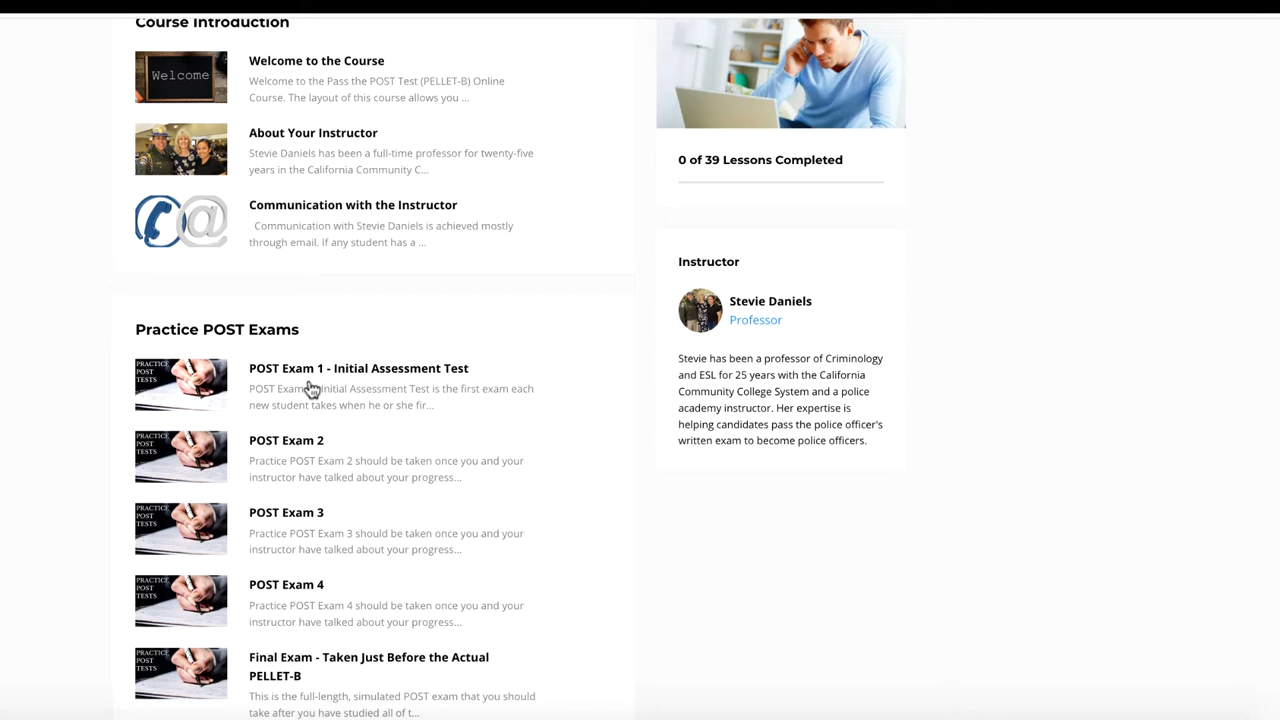 Course Introduction
Welcome
Welcome to the Course
Welcome to the Pass the POST Test (PELLET-B) Online
Course. The layout of this course allows you ...
About Your Instructor
Stevie Daniels has been a full-time professor for twenty-five
years in the California Community C...
@
Communication with the Instructor
Communication with Stevie Daniels is achieved mostly
through email. If any student has a ...
Practice POST Exams
PRACTICE
POST
TESTS
POST Exam 1 - Initial Assessment Test
POST Exam Initial Assessment Test is the first exam each
new student takes when he or she fir...
PRACTICE
POST
TESTS
POST Exam 2
Practice POST Exam 2 should be taken once you and your
instructor have talked about your progress...
PRACTICE
POST
TESTS
POST Exam 3
Practice POST Exam 3 should be taken once you and your
instructor have talked about your progress...
PRACTICE
POST
TESTS
POST Exam 4
Practice POST Exam 4 should be taken once you and your
instructor have talked about your progress...
PRACTICE
POST
TESTS
Final Exam - Taken Just Before the Actual
PELLET-B
This is the full-length, simulated POST exam that you should
take after you have studied all of t...
0 of 39 Lessons Completed
Instructor
Stevie Daniels
Professor
Stevie has been a professor of Criminology
and ESL for 25 years with the California
Community College System and a police
academy instructor. Her expertise is
helping candidates pass the police officer's
written exam to become police officers.